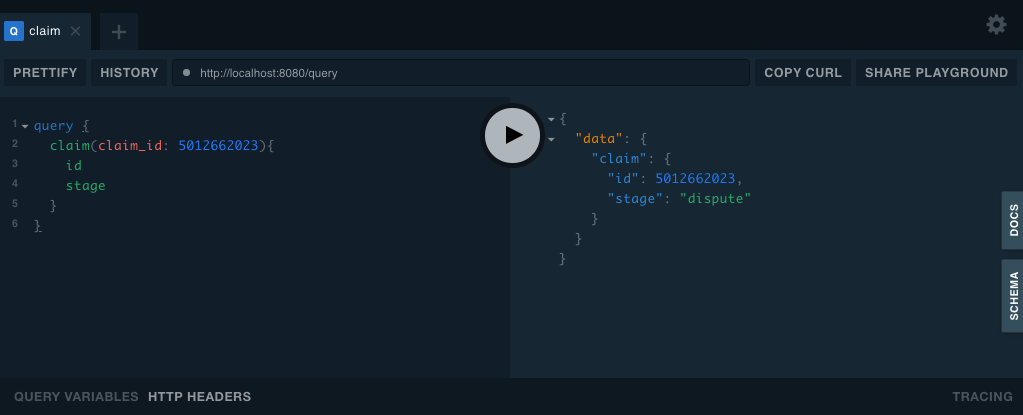 Q claim
PRETTIFY HISTORY http://localhost:8080/query COPY CURL SHARE PLAYGROUND
1 query {
2 claim(claim_id: 5012662023){
3 id
4 stage
5 }
6 }
{
"data": {
"claim": {
"id": 5012662023,
"stage": "dispute"
}
}
}
DOCS
SCHEMA
QUERY VARIABLES HTTP HEADERS TRACING